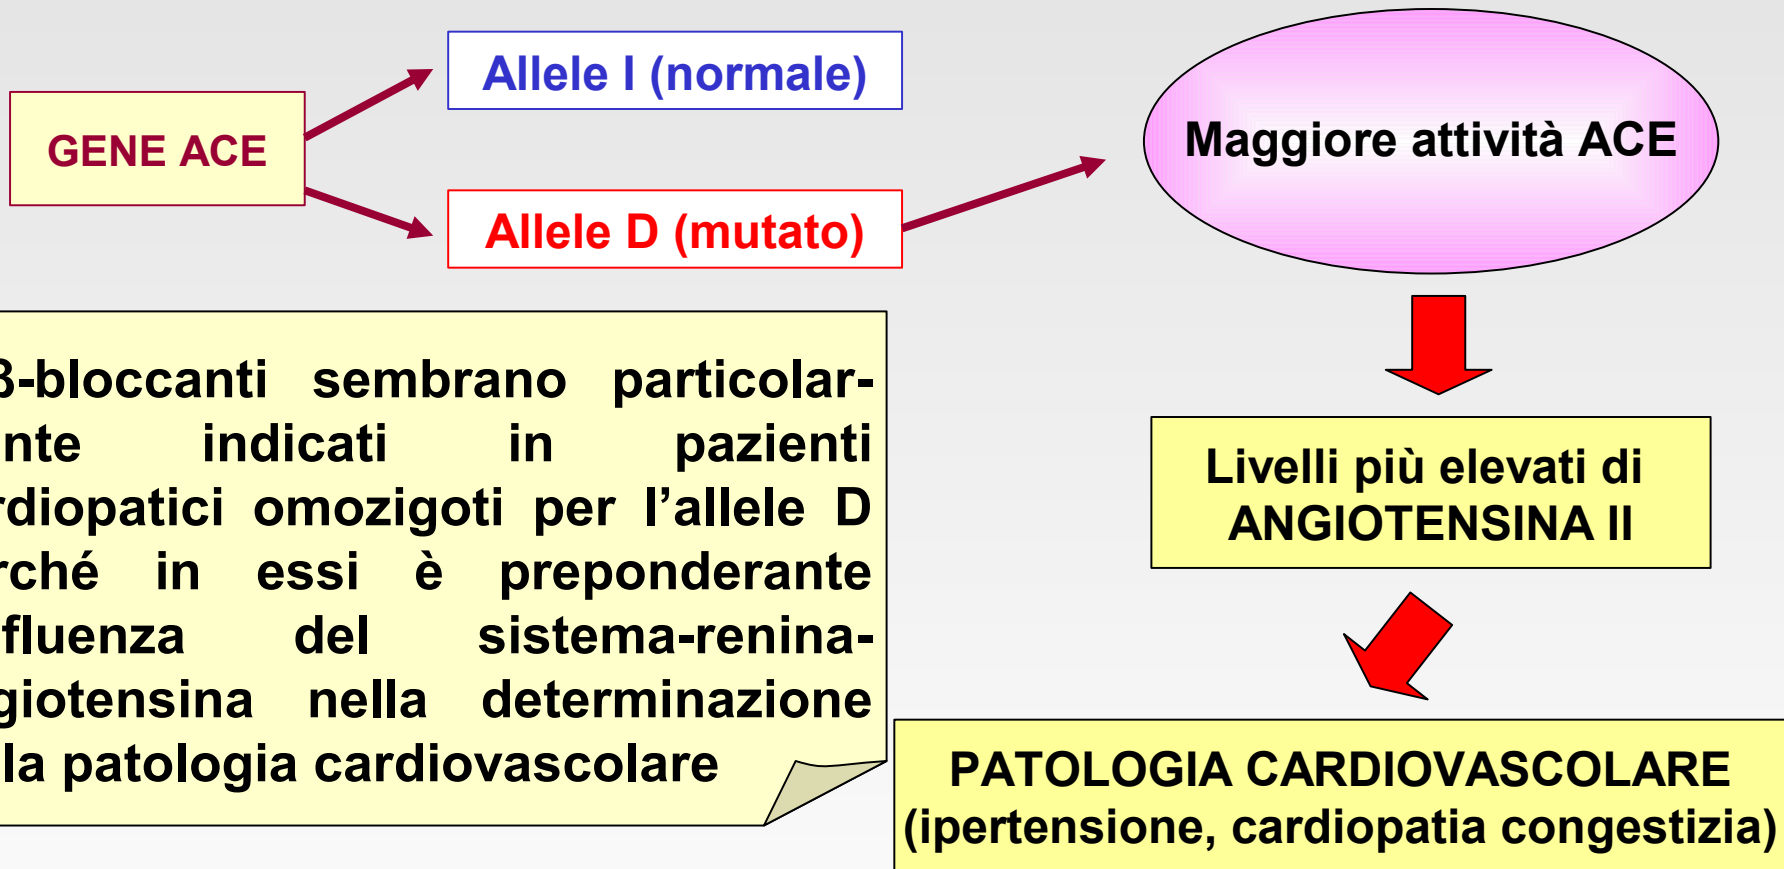 Allele I (normale)
GENE ACE
Allele D (mutato)
Maggiore attività ACE
Livelli più elevati di
ANGIOTENSINA II
PATOLOGIA CARDIOVASCOLARE
(ipertensione, cardiopatia congestizia)
ß-bloccanti sembrano particolar-
nte indicati in pazienti
rdiopatici omozigoti per l’allele D
rché in essi è preponderante
fluenza del sistema-renina-
giotensina nella determinazione
la patologia cardiovascolare